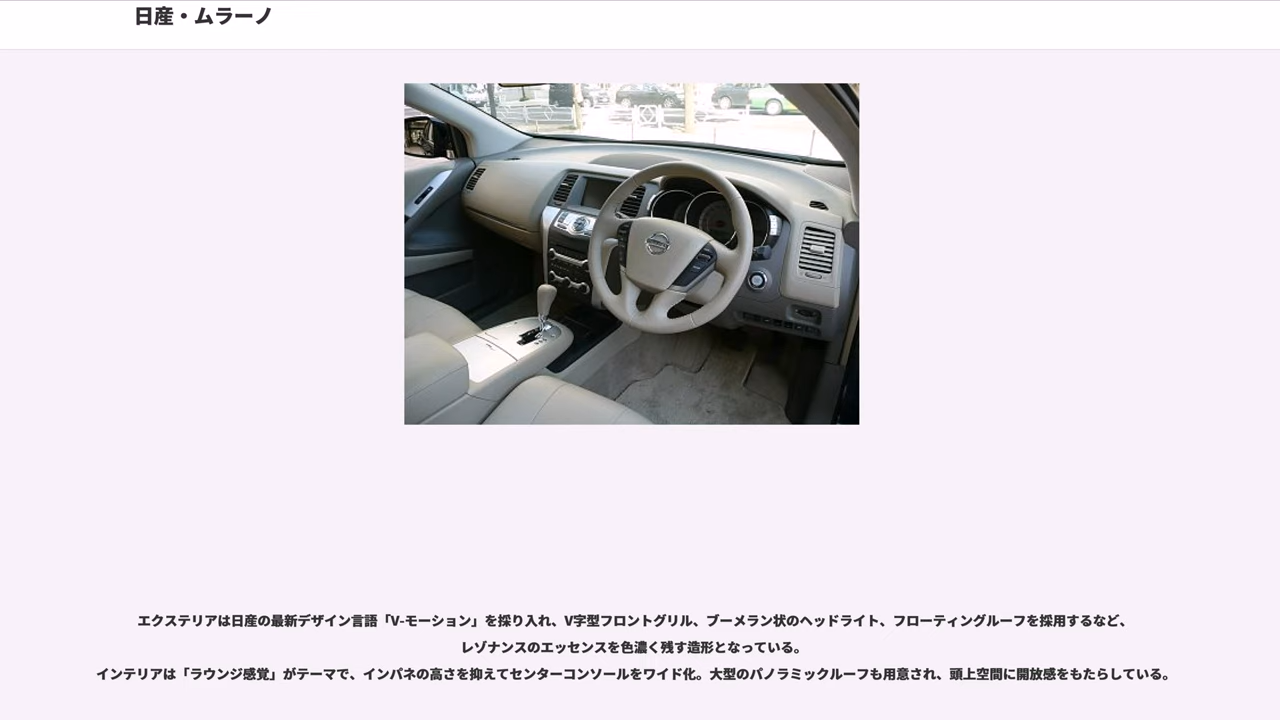 日産・ムラーノ
エクステリアは日産の最新デザイン言語「V-モーション」を採り入れ、V字型フロントグリル、ブーメラン状のヘッドライト、フローティングルーフを採用するなど、
レゾナンスのエッセンスを色濃く残す造形となっている。
インテリアは「ラウンジ感覚」がテーマで、インパネの高さを抑えてセンターコンソールをワイド化。大型のパノラミックルーフも用意され、頭上空間に開放感をもたらしている。